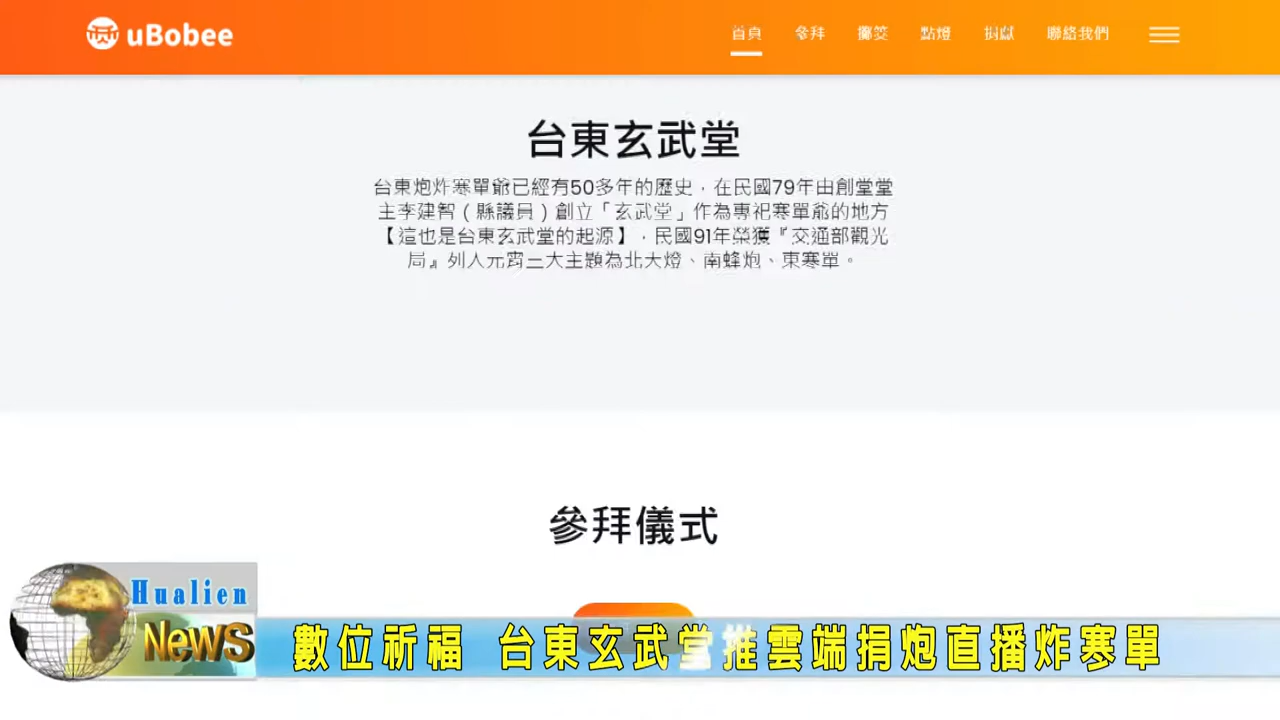 uBobee
首頁 參拜 擲筊 點燈 捐獻 聯絡我們
台東玄武堂
台東炮炸寒單爺已經有50多年的歷史，在民國79年由創堂堂
主李建智（縣議員）創立「玄武堂」作為專祀寒單爺的地方
【這也是台東玄武堂的起源】，民國91年榮獲『交通部觀光
局』列入元宵三大主題為北天燈、南蜂炮、東寒單。
參拜儀式
Hualien
News
數位祈福 台東玄武堂推雲端捐炮直播炸寒單